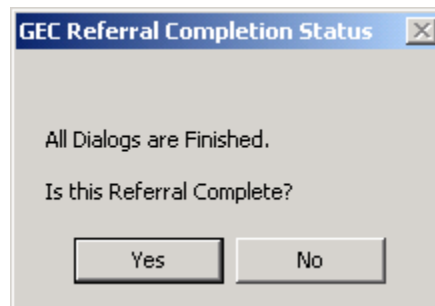 GEC Referral Completion Status
All Dialogs are Finished.
Is this Referral Complete?
Yes No